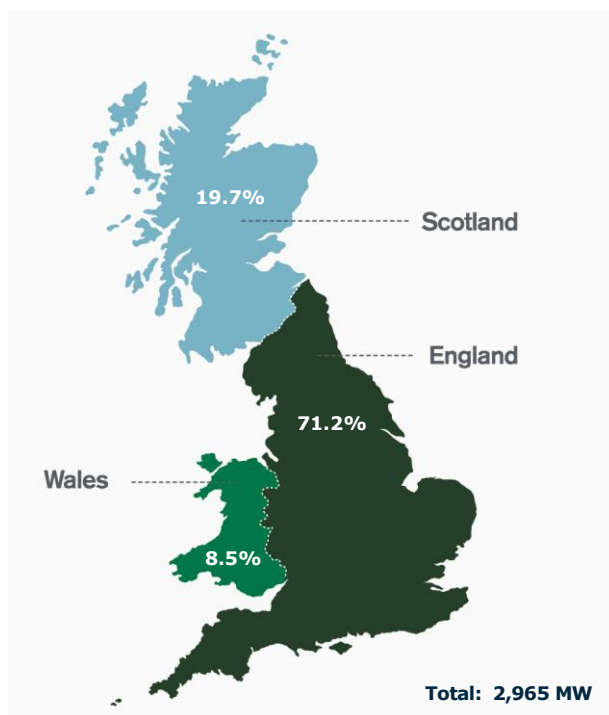 19.7%
Scotland
England
71.2%
Wales
8.5%
Total: 2,965 MW